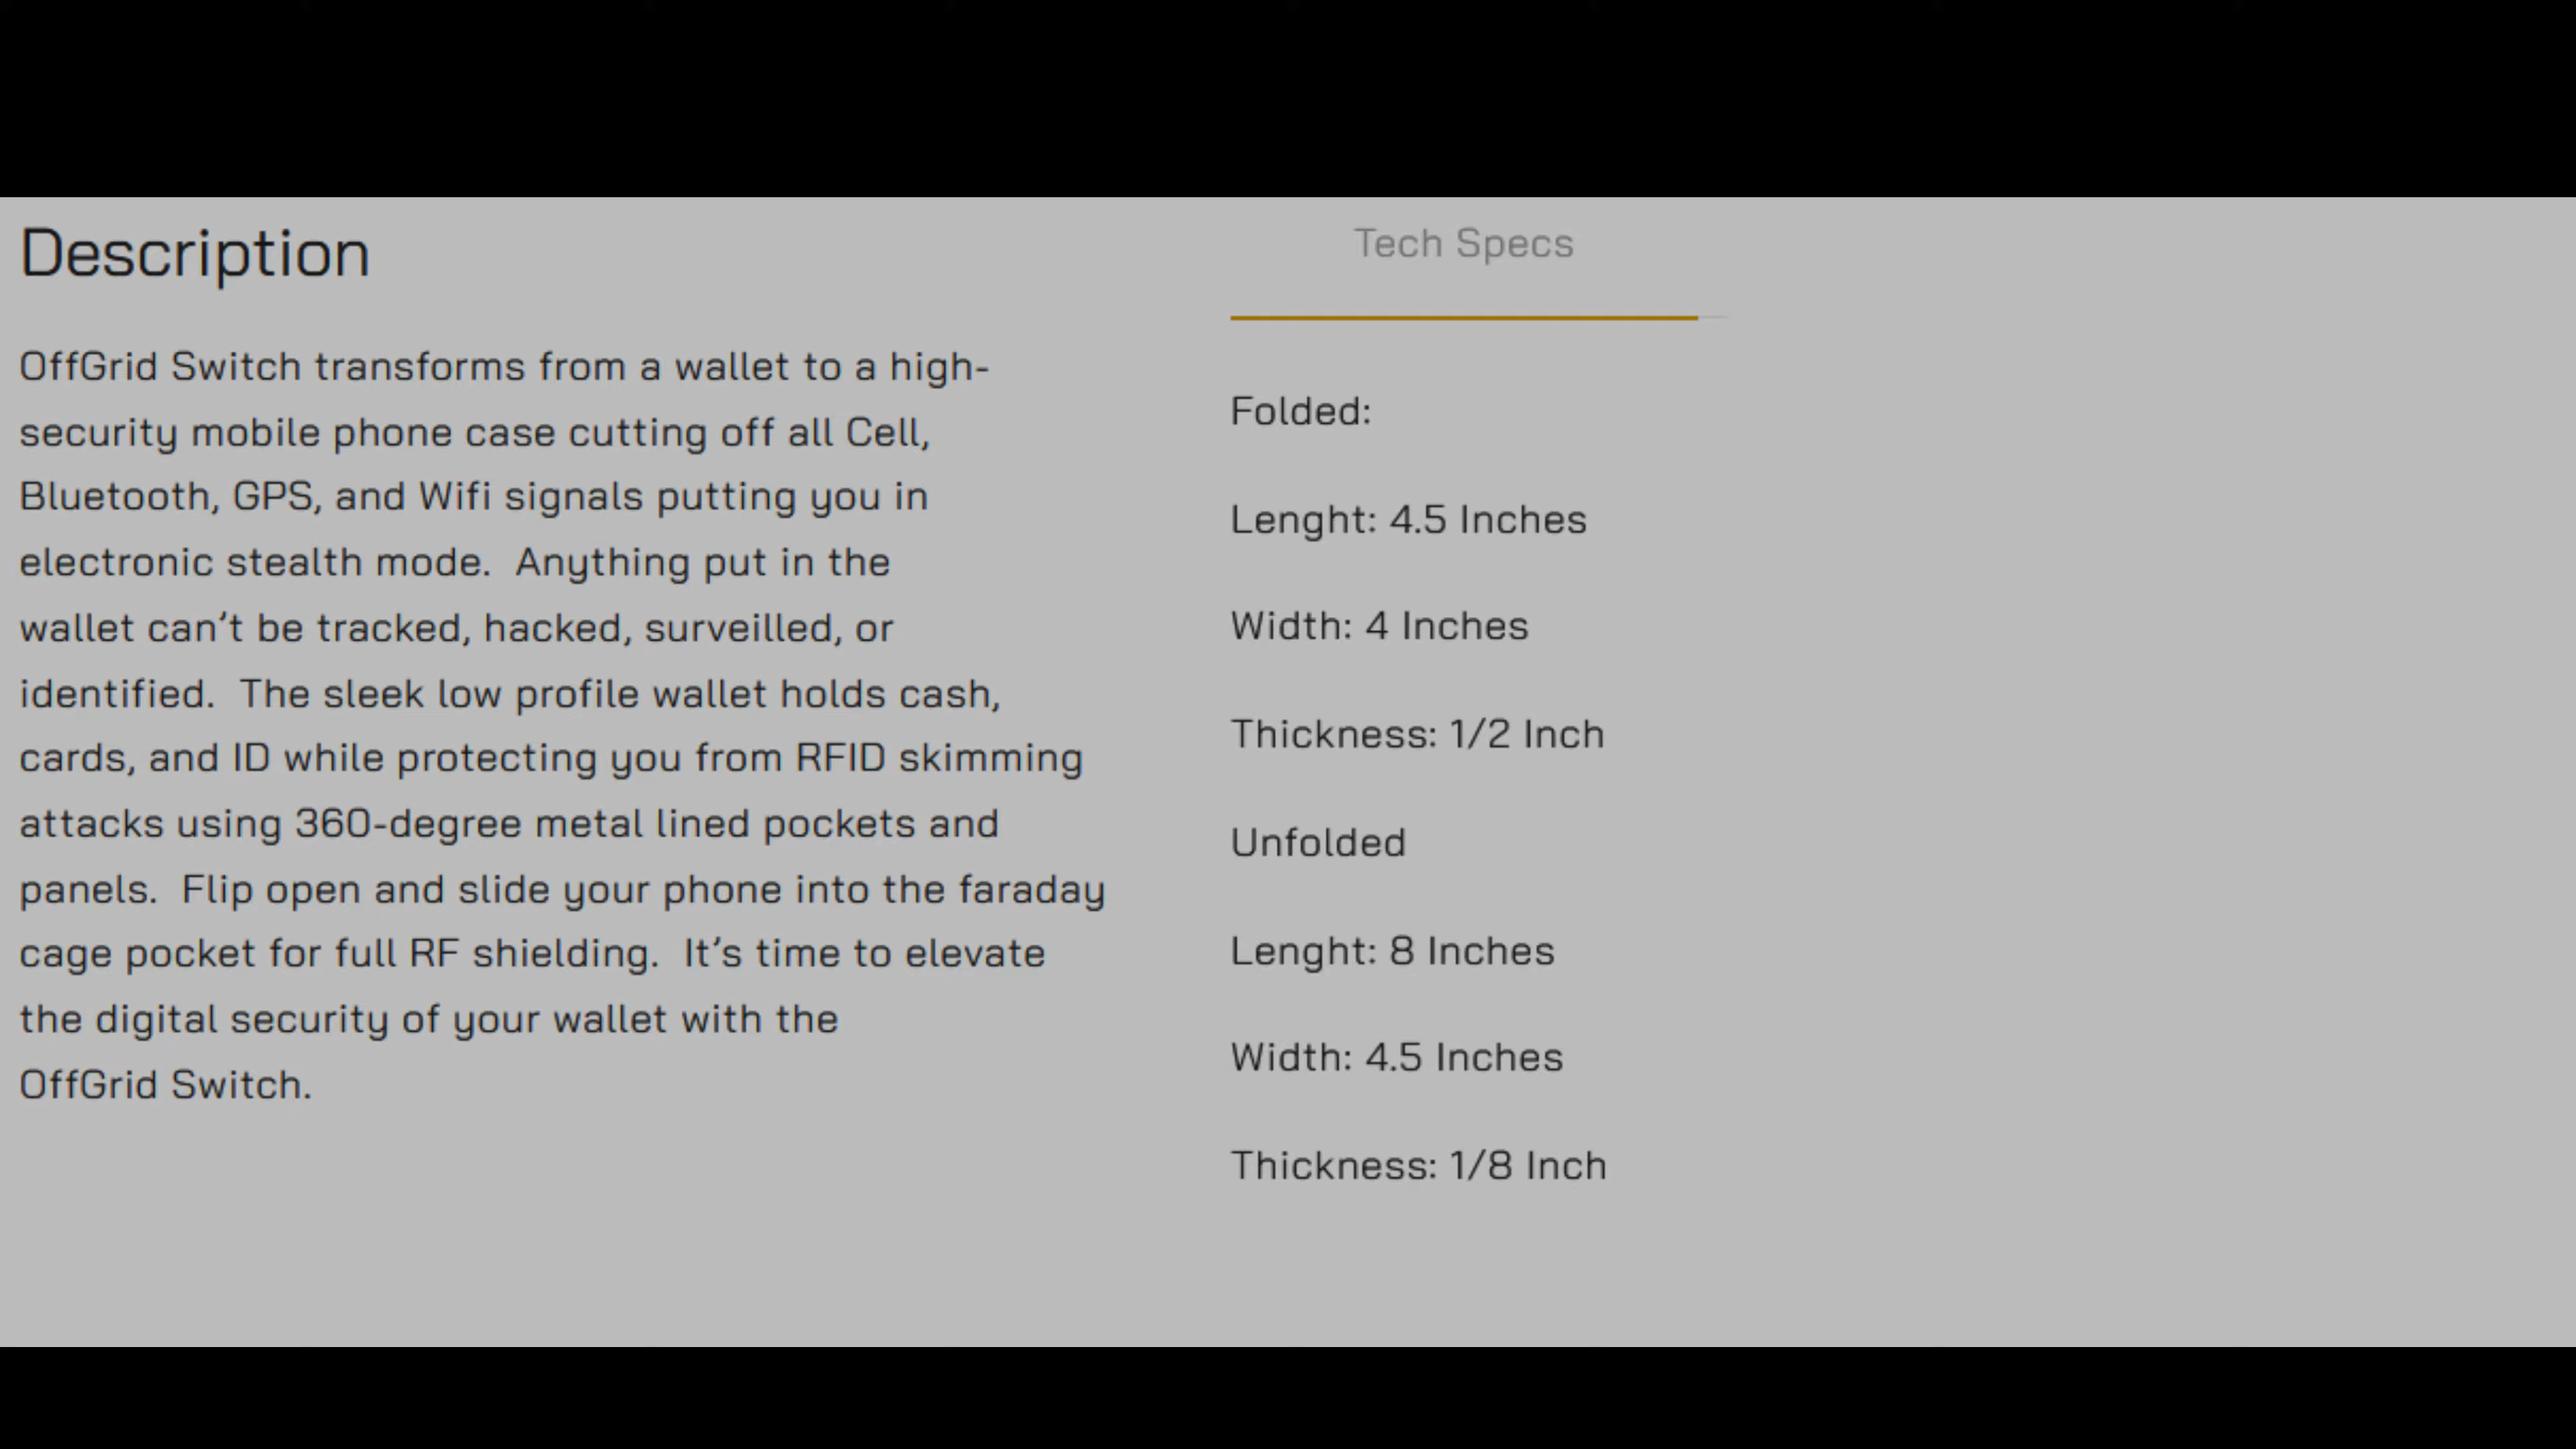 Description
OffGrid Switch transforms from a wallet to a high-
security mobile phone case cutting off all Cell,
Bluetooth, GPS, and Wifi signals putting you in
electronic stealth mode.  Anything put in the
wallet can’t be tracked, hacked, surveilled, or
identified.  The sleek low profile wallet holds cash,
cards, and ID while protecting you from RFID skimming
attacks using 360-degree metal lined pockets and
panels.  Flip open and slide your phone into the faraday
cage pocket for full RF shielding.  It’s time to elevate
the digital security of your wallet with the
OffGrid Switch.
Tech Specs
Folded:
Lenght: 4.5 Inches
Width: 4 Inches
Thickness: 1/2 Inch
Unfolded
Lenght: 8 Inches
Width: 4.5 Inches
Thickness: 1/8 Inch